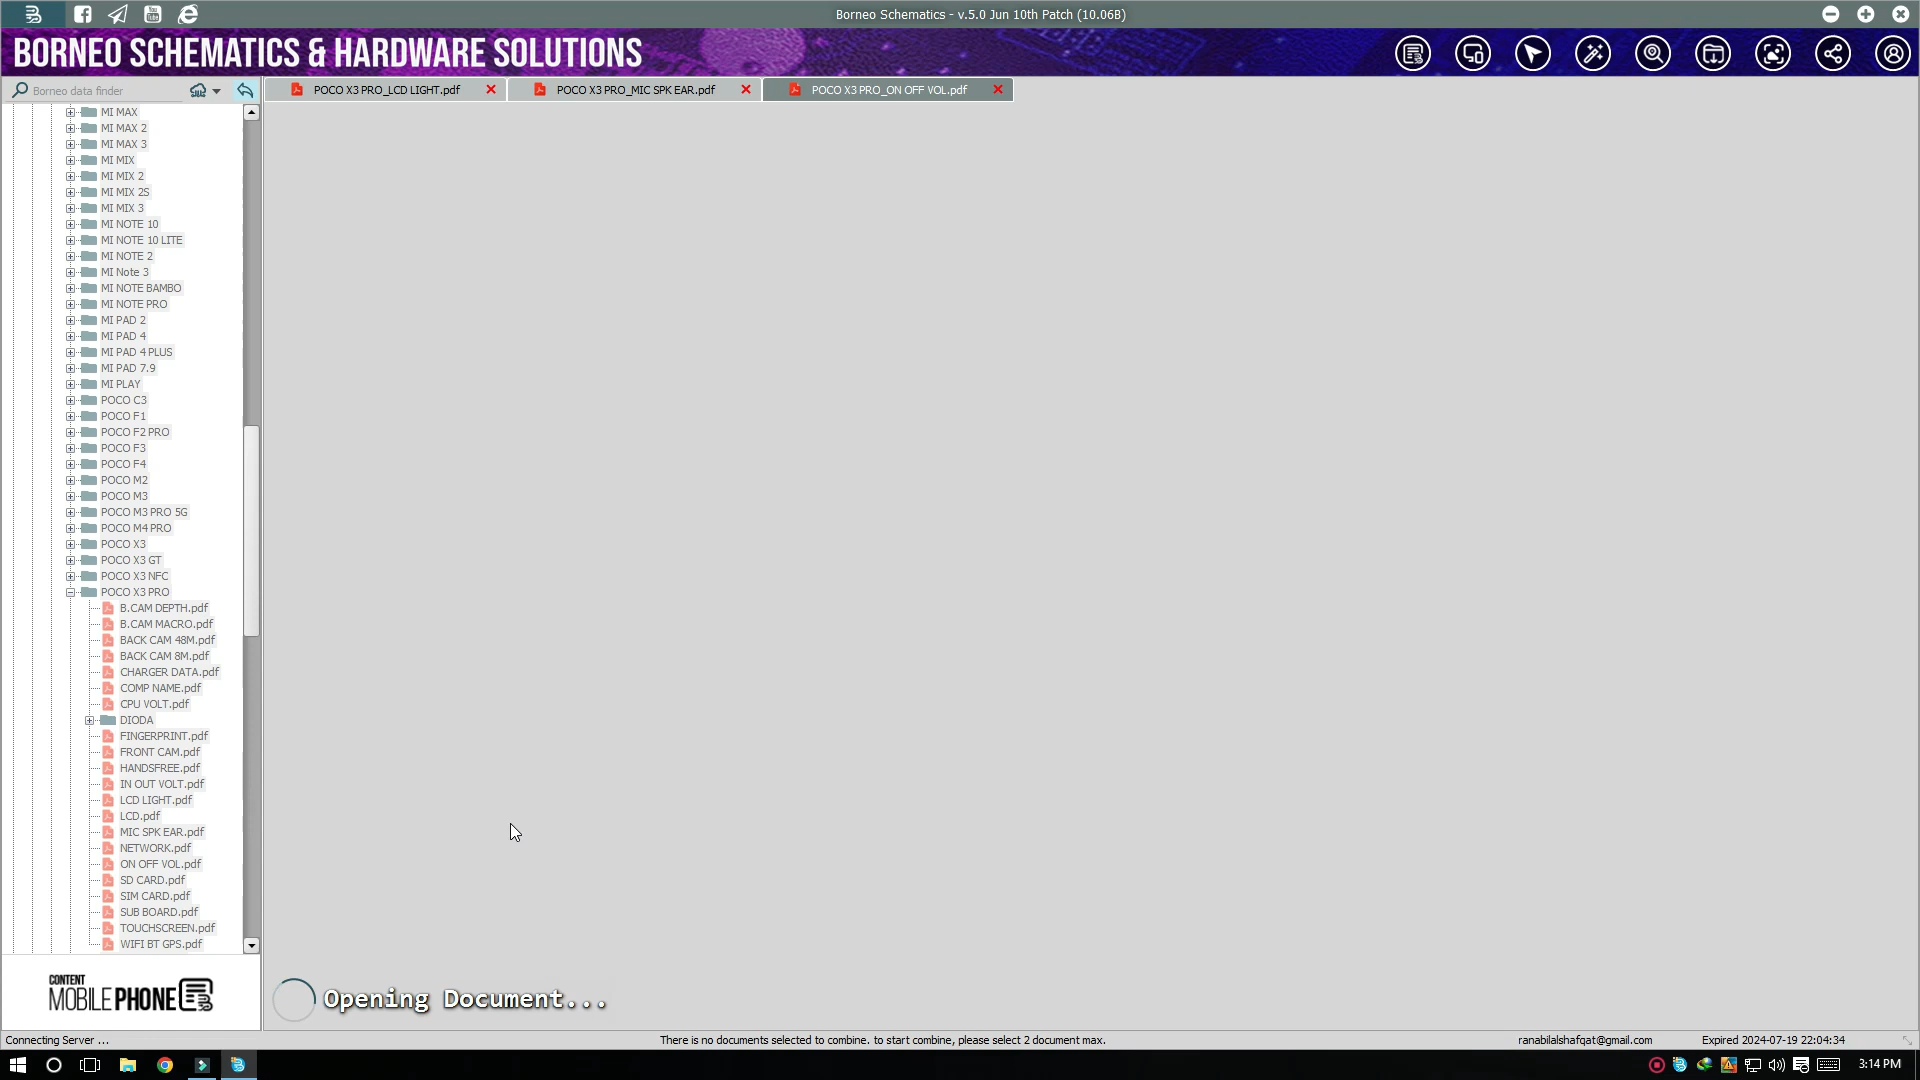 Borneo Schematics - v.5.0 Jun 10th Patch (10.06B)
BORNEO SCHEMATICS & HARDWARE SOLUTIONS
Borneo data finder
POCO X3 PRO_LCD LIGHT.pdf
POCO X3 PRO_MIC SPK EAR.pdf
POCO X3 PRO_ON OFF VOL.pdf
MI MAX
MI MAX 2
MI MAX 3
MI MIX
MI MIX 2
MI MIX 2S
MI MIX 3
MI NOTE 10
MI NOTE 10 LITE
MI NOTE 2
MI Note 3
MI NOTE BAMBO
MI NOTE PRO
MI PAD 2
MI PAD 4
MI PAD 4 PLUS
MI PAD 7.9
MI PLAY
POCO C3
POCO F1
POCO F2 PRO
POCO F3
POCO F4
POCO M2
POCO M3
POCO M3 PRO 5G
POCO M4 PRO
POCO X3
POCO X3 GT
POCO X3 NFC
POCO X3 PRO
B.CAM DEPTH.pdf
B.CAM MACRO.pdf
BACK CAM 48M.pdf
BACK CAM 8M.pdf
CHARGER DATA.pdf
COMP NAME.pdf
CPU VOLT.pdf
DIODA
FINGERPRINT.pdf
FRONT CAM.pdf
HANDSFREE.pdf
IN OUT VOLT.pdf
LCD LIGHT.pdf
LCD.pdf
MIC SPK EAR.pdf
NETWORK.pdf
ON OFF VOL.pdf
SD CARD.pdf
SIM CARD.pdf
SUB BOARD.pdf
TOUCHSCREEN.pdf
WIFI BT GPS.pdf
CONTENT
MOBILE PHONE
Opening Document...
Connecting Server ...
There is no documents selected to combine. to start combine, please select 2 document max.
ranabilalshafqat@gmail.com
Expired 2024-07-19 22:04:34
3:14 PM